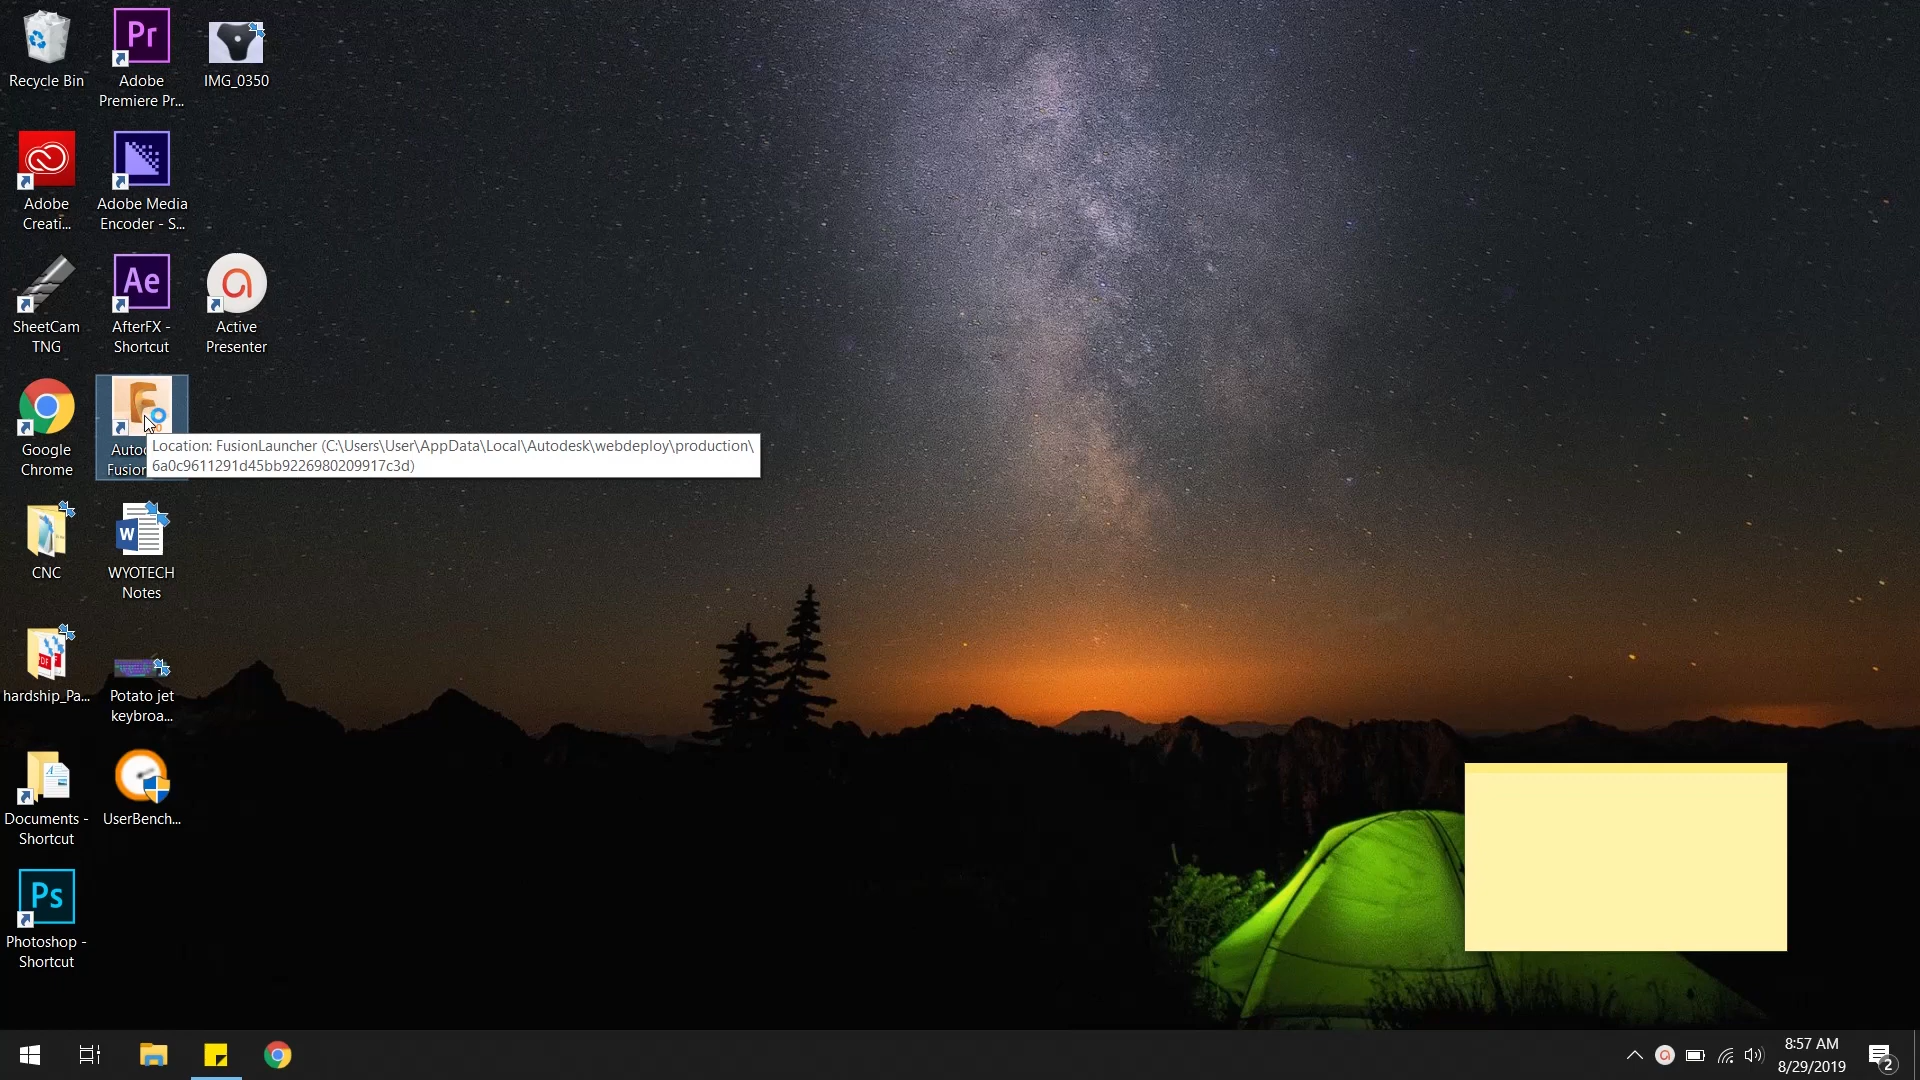 Recycle Bin
Pr
Adobe
Premiere Pr...
IMG_0350
Adobe
Creati...
Adobe Media
Encoder - S...
SheetCam
TNG
Ae
AfterFX -
Shortcut
Active
Presenter
Google
Chrome
F
Autod
Fusion
Location: FusionLauncher (C:\Users\User\AppData\Local\Autodesk\webdeploy\production\
6a0c9611291d45bb9226980209917c3d)
CNC
W
WYOTECH
Notes
PDF
hardship_Pa...
Potato jet
keybroa...
A
Documents -
Shortcut
UserBench...
Ps
Photoshop -
Shortcut
8:57 AM
8/29/2019
2